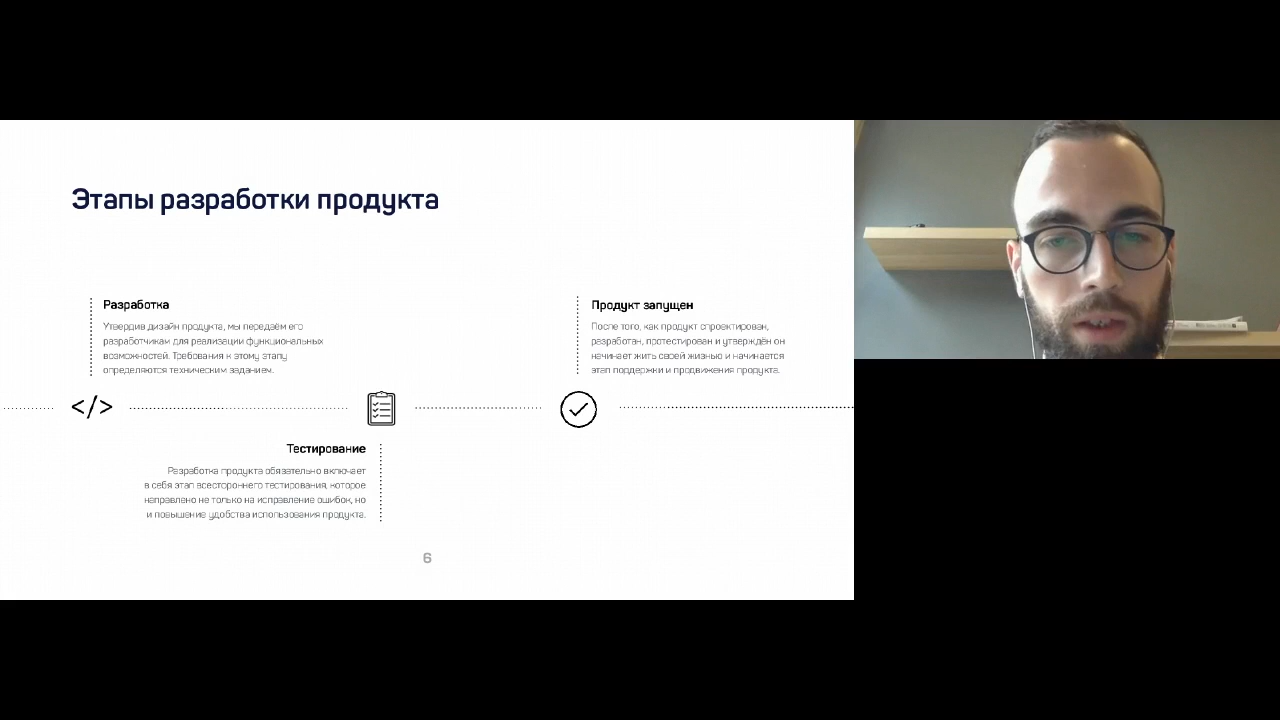 Этапы разработки продукта
Разработка
Утвердив дизайн продукта, мы передаём его
разработчикам для реализации функциональных
возможностей. Требования к этому этапу
определяются техническим заданием.
Продукт запущен
После того, как продукт спроектирован,
разработан, протестирован и утверждён он
начинает жить своей жизнью и начинается
этап поддержки и продвижения продукта.
</>
Тестирование
Разработка продукта обязательно включает
в себя этап всестороннего тестирования, которое
направлено не только на исправление ошибок, но
и повышение удобства использования продукта.
6